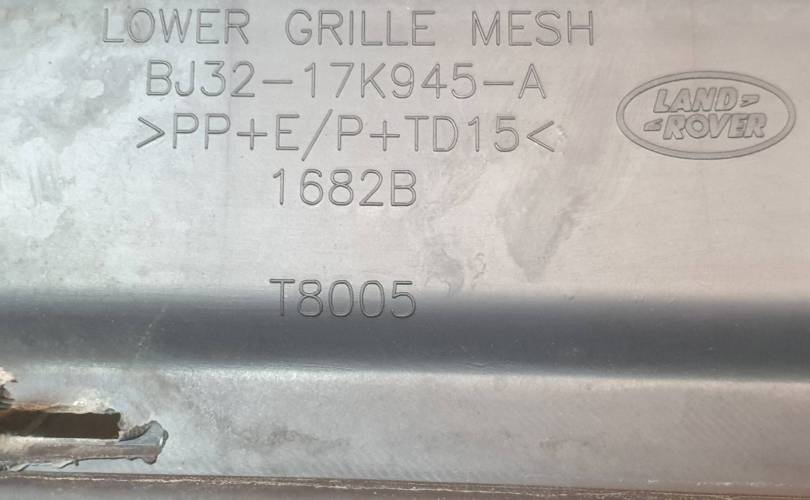 LOWER GRILLE MESH
BJ32-17K945-A
>PP+E/P+TD15<
1682B
T8005
LAND
ROVER